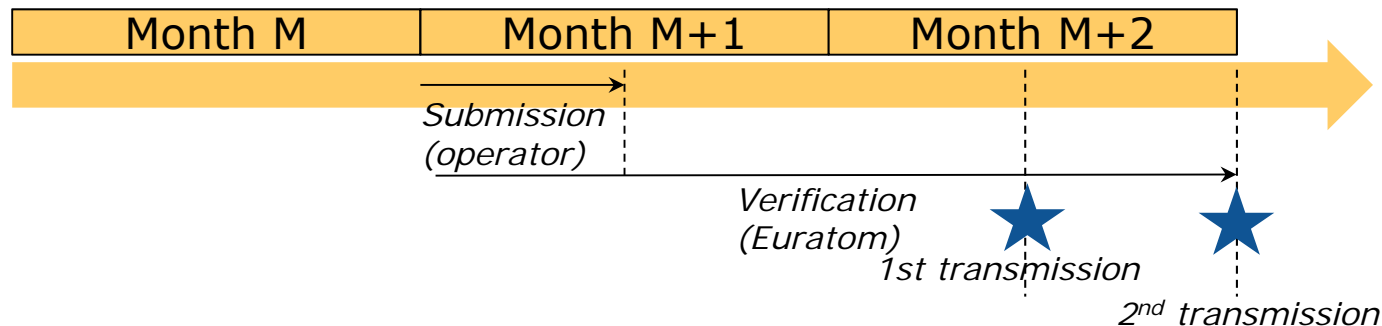 Month M
Month M+1
Month M+2
Submission
(operator)
Verification
(Euratom)
1st transmission
2nd transmission